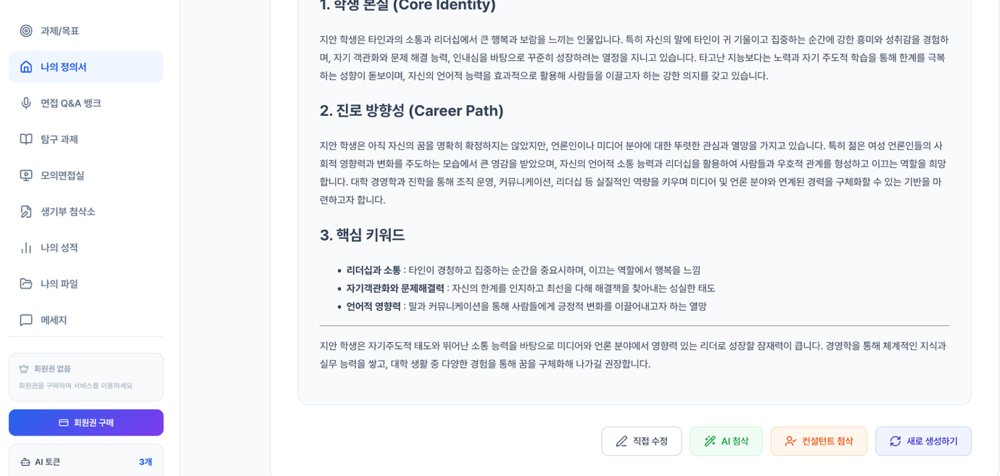 과제/목표
나의 정의서
면접 Q&A 뱅크
탐구 과제
모의면접실
생기부 첨삭소
나의 성적
나의 파일
메세지
회원권 없음
회원권을 구매하여 서비스를 이용하세요
회원권 구매
AI 토큰
3개
1. 학생 본질 (Core Identity)
지안 학생은 타인과의 소통과 리더십에서 큰 행복과 보람을 느끼는 인물입니다. 특히 자신의 말에 타인이 귀 기울이고 집중하는 순간에 강한 흥미와 성취감을 경험하
며, 자기 객관화와 문제 해결 능력, 인내심을 바탕으로 꾸준히 성장하려는 열정을 지니고 있습니다. 타고난 지능보다는 노력과 자기 주도적 학습을 통해 한계를 극복
하는 성향이 돋보이며, 자신의 언어적 능력을 효과적으로 활용해 사람들을 이끌고자 하는 강한 의지를 갖고 있습니다.
2. 진로 방향성 (Career Path)
지안 학생은 아직 자신의 꿈을 명확히 확정하지는 않았지만, 언론인이나 미디어 분야에 대한 뚜렷한 관심과 열망을 가지고 있습니다. 특히 젊은 여성 언론인들의 사
회적 영향력과 변화를 주도하는 모습에서 큰 영감을 받았으며, 자신의 언어적 소통 능력과 리더십을 활용하여 사람들과 우호적 관계를 형성하고 이끄는 역할을 희망
합니다. 대학 경영학과 진학을 통해 조직 운영, 커뮤니케이션, 리더십 등 실질적인 역량을 키우며 미디어 및 언론 분야와 연계된 경력을 구체화할 수 있는 기반을 마
련하고자 합니다.
3. 핵심 키워드
• 리더십과 소통 : 타인이 경청하고 집중하는 순간을 중요시하며, 이끄는 역할에서 행복을 느낌
• 자기객관화와 문제해결력 : 자신의 한계를 인지하고 최선을 다해 해결책을 찾아내는 성실한 태도
• 언어적 영향력 : 말과 커뮤니케이션을 통해 사람들에게 긍정적 변화를 이끌어내고자 하는 열망
지안 학생은 자기주도적 태도와 뛰어난 소통 능력을 바탕으로 미디어와 언론 분야에서 영향력 있는 리더로 성장할 잠재력이 큽니다. 경영학을 통해 체계적인 지식과
실무 능력을 쌓고, 대학 생활 중 다양한 경험을 통해 꿈을 구체화해 나가길 권장합니다.
직접 수정
AI 첨삭
컨설턴트 첨삭
새로 생성하기